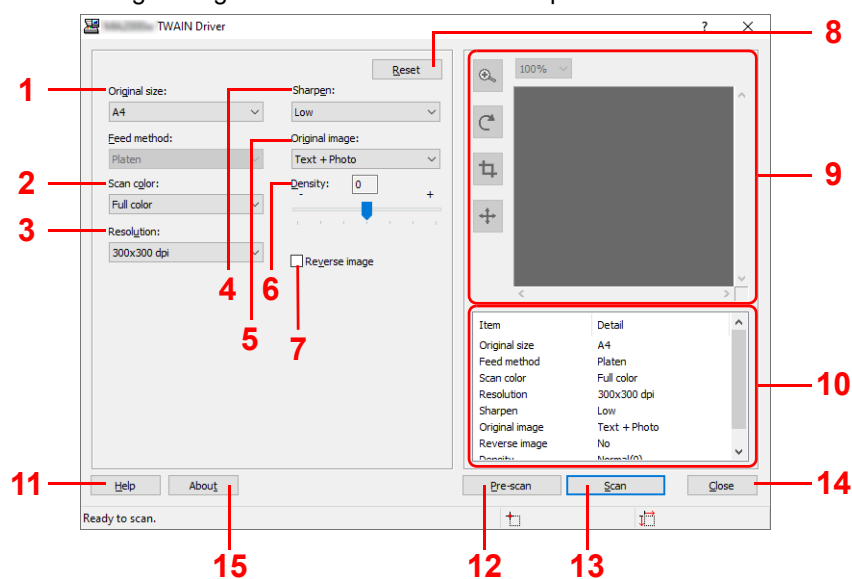 TWAIN Driver
?
8
Reset
100%
1
Original size:
A4
4
Sharpen:
Low
Feed method:
Platen
5
Original image:
Text + Photo
9
2
Scan color:
Full color
6
Density:
0
-
+
3
Resolution:
300x300 dpi
7
Reverse image
10
Item Detail
Original size A4
Feed method Platen
Scan color Full color
Resolution 300x300 dpi
Sharpen Low
Original image Text + Photo
Reverse image No
Density Normal(0)
11
Help
About
15
Pre-scan
12
Scan
13
Close
14
Ready to scan.